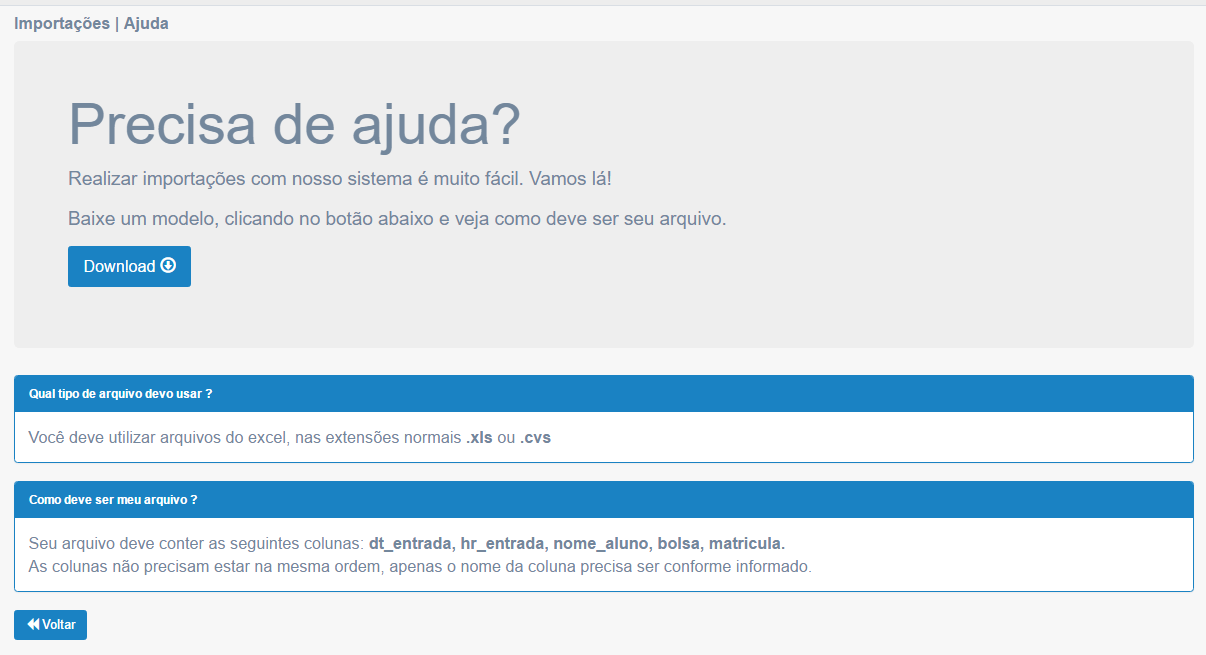 Importações | Ajuda
Precisa de ajuda?
Realizar importações com nosso sistema é muito fácil. Vamos lá!
Baixe um modelo, clicando no botão abaixo e veja como deve ser seu arquivo.
Download
Qual tipo de arquivo devo usar ?
Você deve utilizar arquivos do excel, nas extensões normais .xls ou .cvs
Como deve ser meu arquivo ?
Seu arquivo deve conter as seguintes colunas: dt_entrada, hr_entrada, nome_aluno, bolsa, matricula.
As colunas não precisam estar na mesma ordem, apenas o nome da coluna precisa ser conforme informado.
Voltar